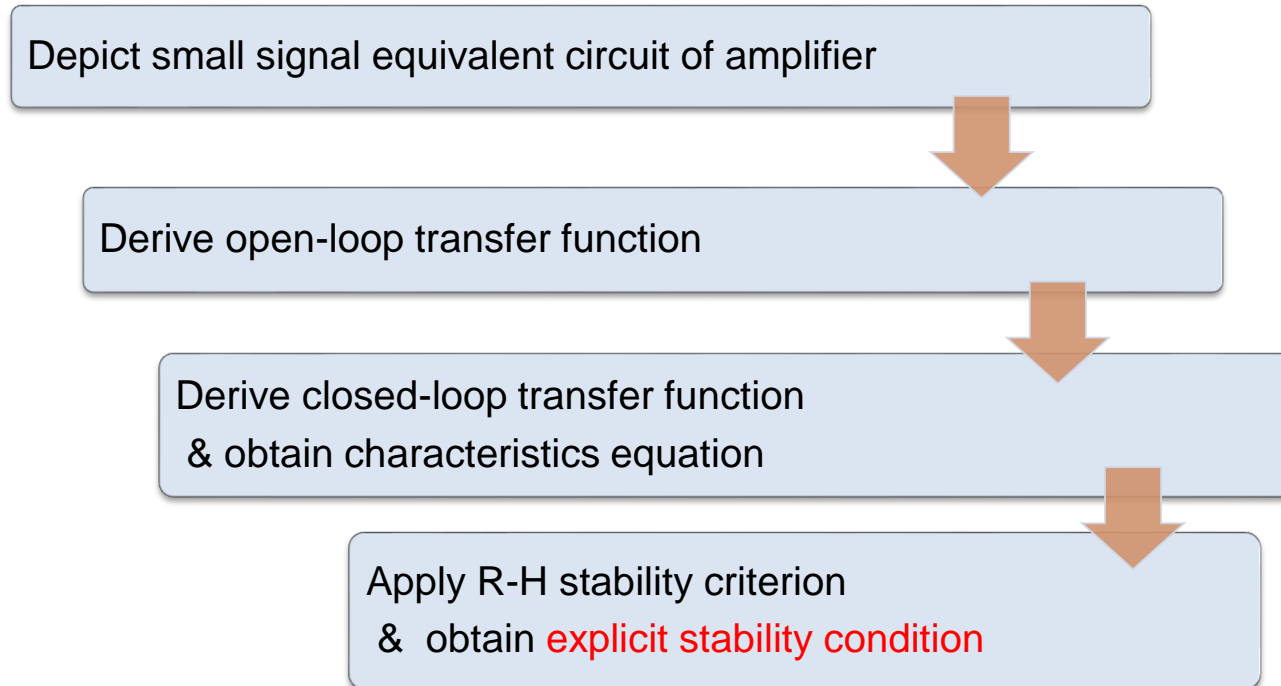 Depict small signal equivalent circuit of amplifier
Derive open-loop transfer function
Derive closed-loop transfer function
& obtain characteristics equation
Apply R-H stability criterion
& obtain explicit stability condition